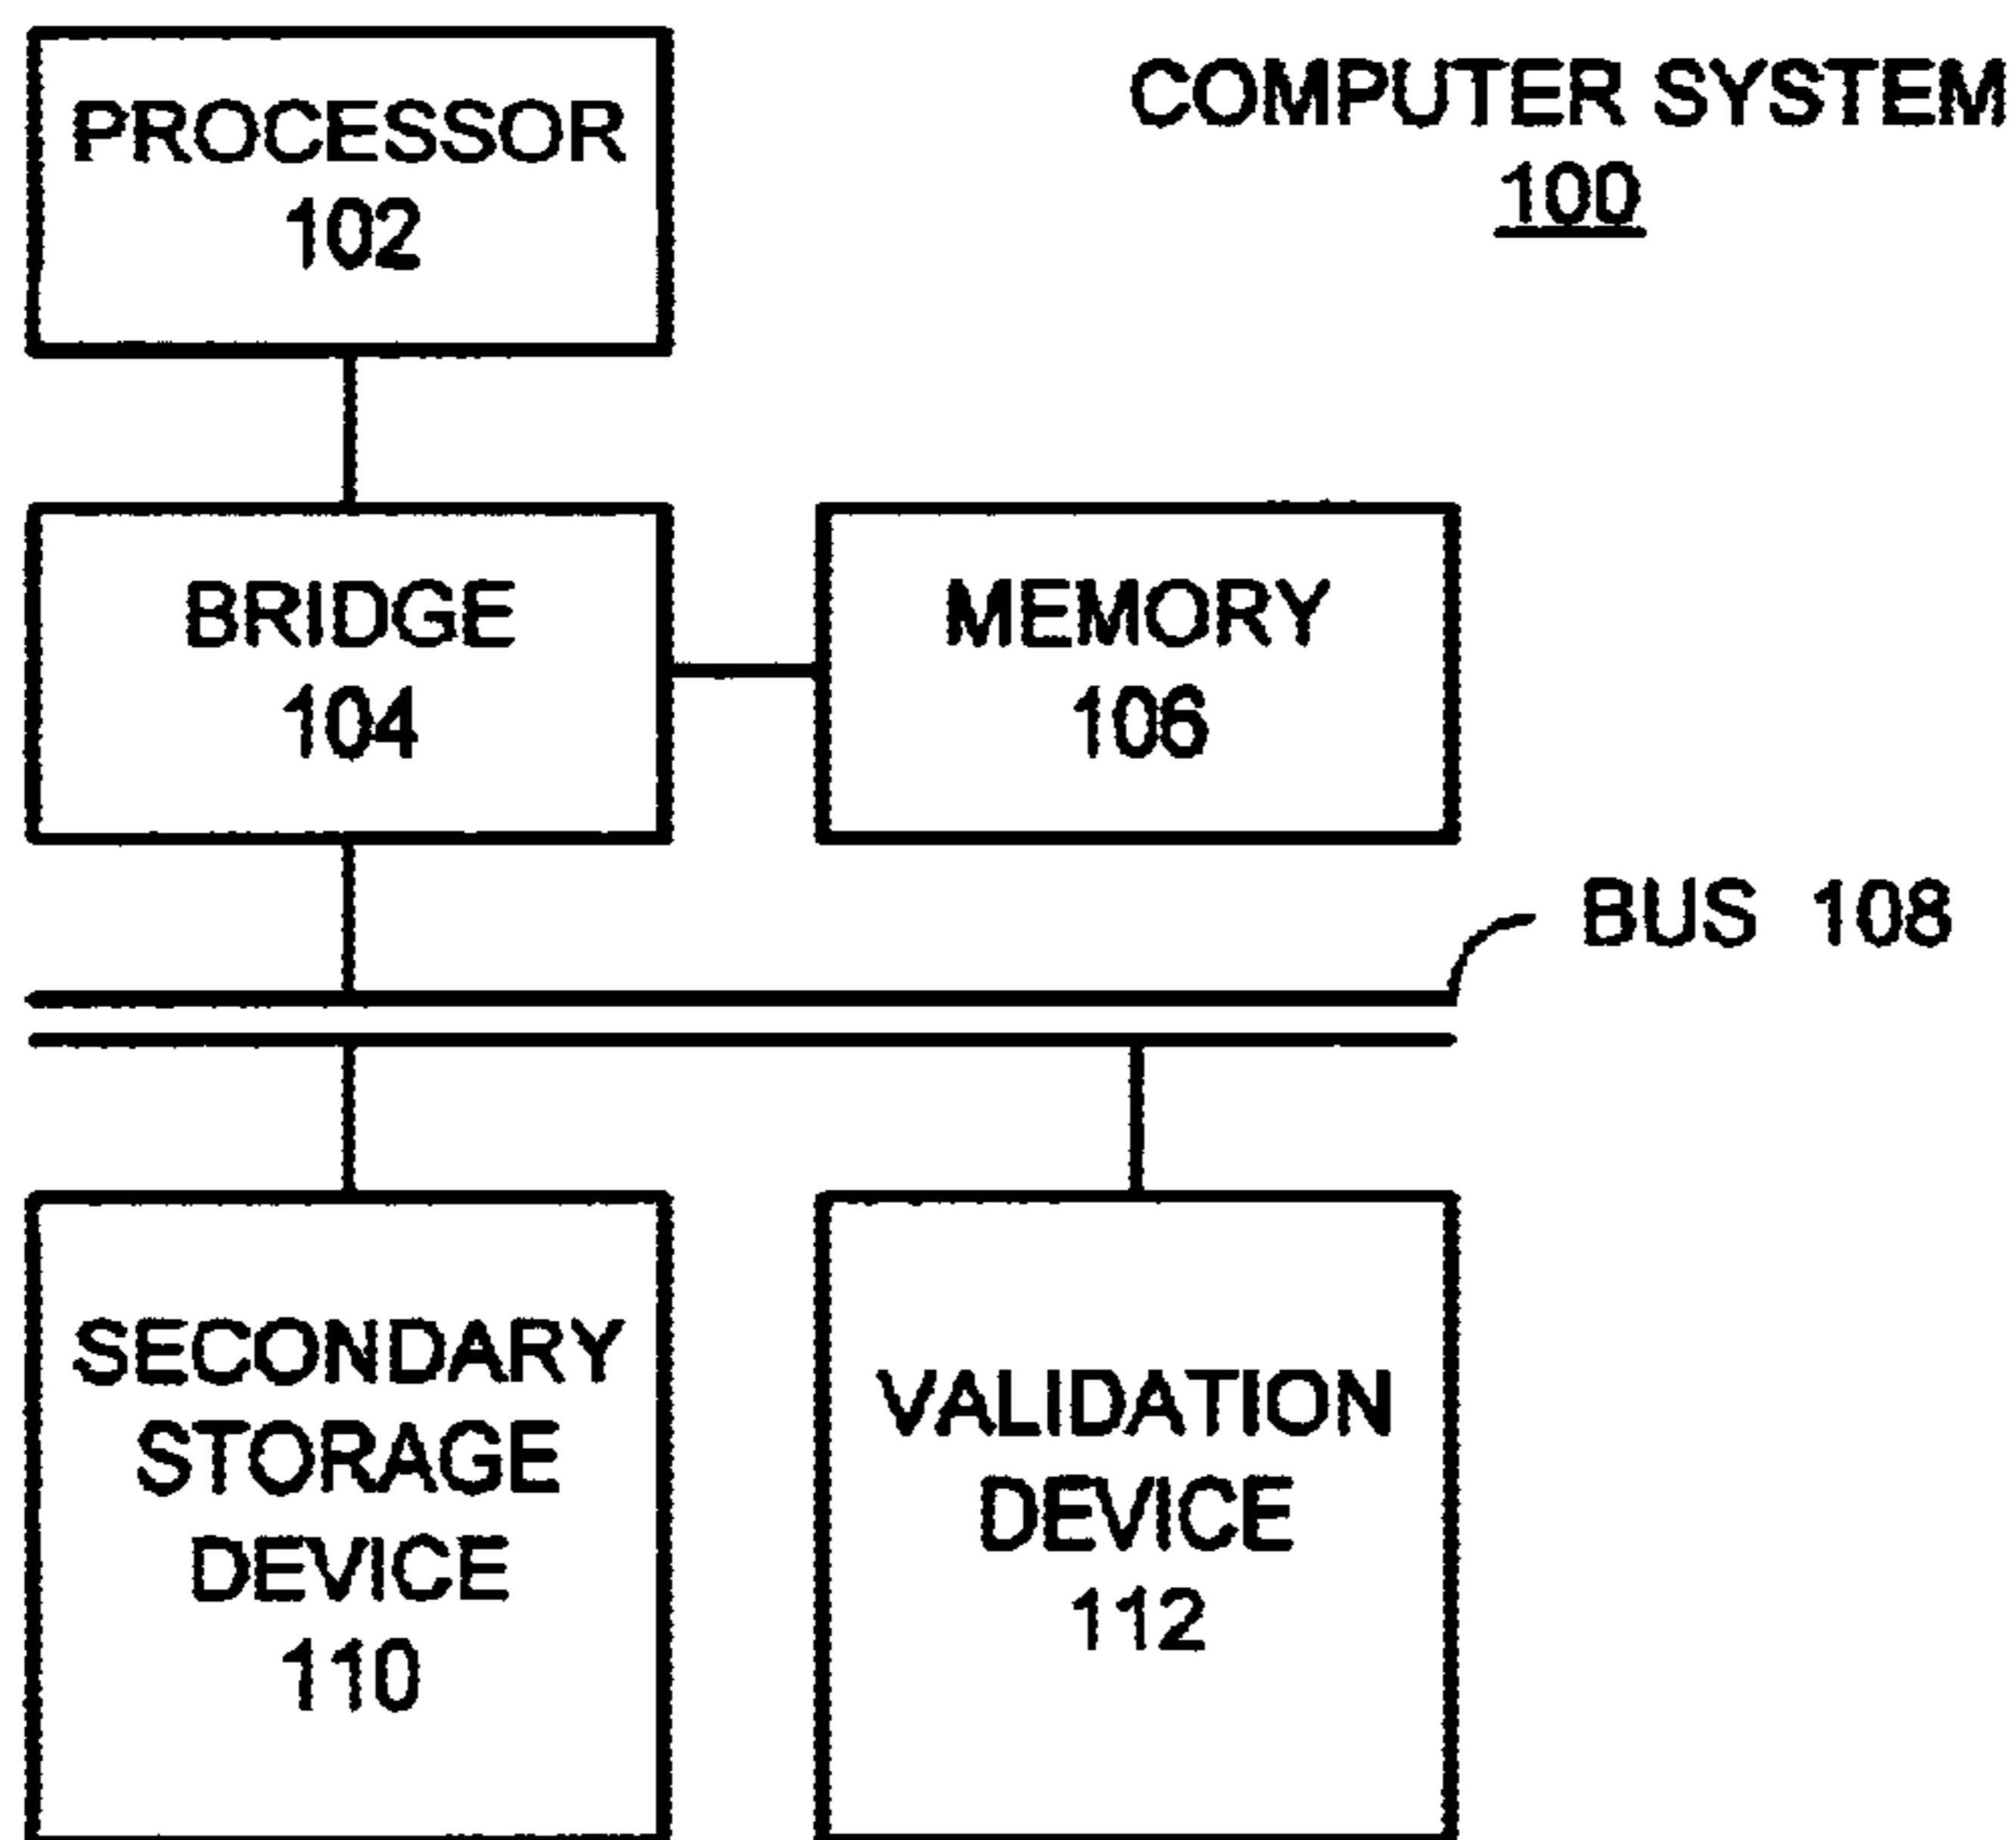 PROCESSOR
102
COMPUTER SYSTEM
100
BRIDGE
104
MEMORY
106
BUS 108
SECONDARY
STORAGE
DEVICE
110
VALIDATION
DEVICE
112